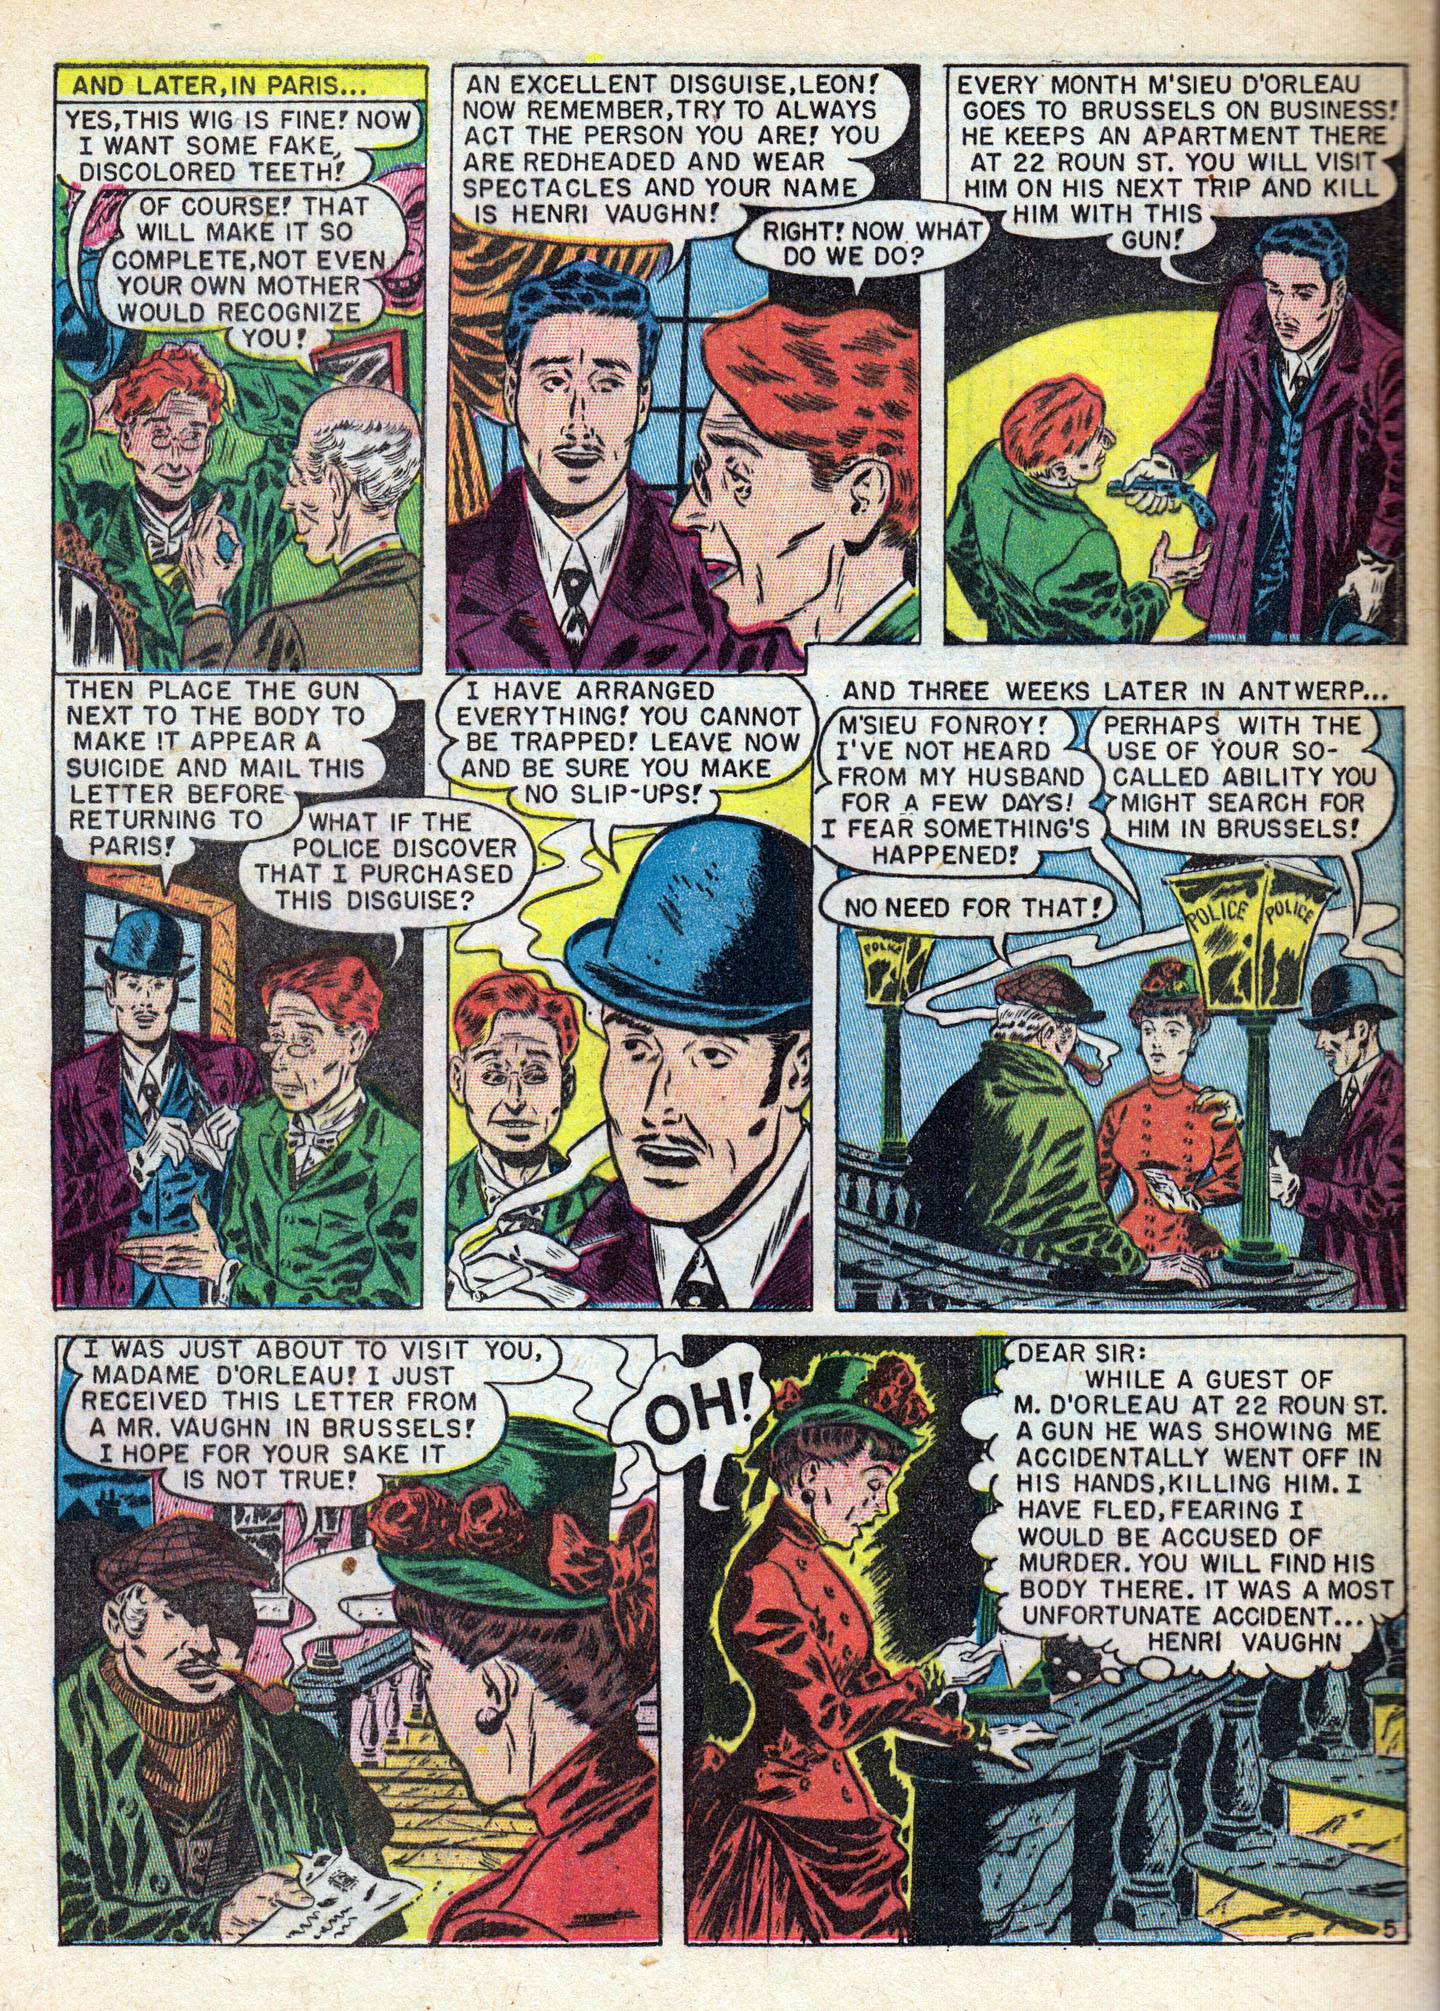 AND LATER, IN PARIS...
YES, THIS WIG IS FINE! NOW
I WANT SOME FAKE,
DISCOLORED TEETH!
OF COURSE! THAT
WILL MAKE IT SO
COMPLETE, NOT EVEN
YOUR OWN MOTHER
WOULD RECOGNIZE
YOU!
AN EXCELLENT DISGUISE, LEON!
NOW REMEMBER, TRY TO ALWAYS
ACT THE PERSON YOU ARE! YOU
ARE REDHEADED AND WEAR
SPECTACLES AND YOUR NAME
IS HENRI VAUGHN!
RIGHT! NOW WHAT
DO WE DO?
EVERY MONTH M'SIEU D'ORLEAU
GOES TO BRUSSELS ON BUSINESS!
HE KEEPS AN APARTMENT THERE
AT 22 ROUN ST. YOU WILL VISIT
HIM ON HIS NEXT TRIP AND KILL
HIM WITH THIS
GUN!
THEN PLACE THE GUN
NEXT TO THE BODY TO
MAKE IT APPEAR A
SUICIDE AND MAIL THIS
LETTER BEFORE
RETURNING TO
PARIS!
WHAT IF THE
POLICE DISCOVER
THAT I PURCHASED
THIS DISGUISE?
I HAVE ARRANGED
EVERYTHING! YOU CANNOT
BE TRAPPED! LEAVE NOW
AND BE SURE YOU MAKE
NO SLIP-UPS!
AND THREE WEEKS LATER IN ANTWERP...
M'SIEU FONROY!
I'VE NOT HEARD
FROM MY HUSBAND
FOR A FEW DAYS!
I FEAR SOMETHING'S
HAPPENED!
PERHAPS WITH THE
USE OF YOUR SO-
CALLED ABILITY YOU
MIGHT SEARCH FOR
HIM IN BRUSSELS!
NO NEED FOR THAT!
POLICE
POLICE
POLICE
I WAS JUST ABOUT TO VISIT YOU,
MADAME D'ORLEAU! I JUST
RECEIVED THIS LETTER FROM
A MR. VAUGHN IN BRUSSELS!
I HOPE FOR YOUR SAKE IT
IS NOT TRUE!
OH!
DEAR SIR:
WHILE A GUEST OF
M. D'ORLEAU AT 22 ROUN ST.
A GUN HE WAS SHOWING ME
ACCIDENTALLY WENT OFF IN
HIS HANDS, KILLING HIM. I
HAVE FLED, FEARING I
WOULD BE ACCUSED OF
MURDER. YOU WILL FIND HIS
BODY THERE. IT WAS A MOST
UNFORTUNATE ACCIDENT...
HENRI VAUGHN
5